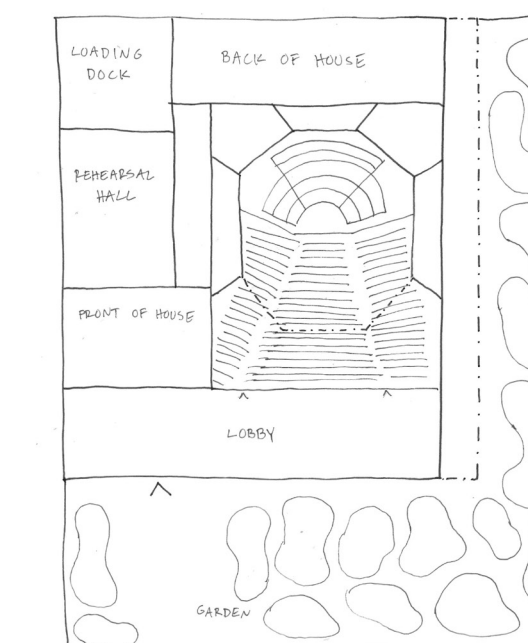 LOADING
DOCK
BACK OF HOUSE
REHEARSAL
HALL
FRONT OF HOUSE
LOBBY
GARDEN